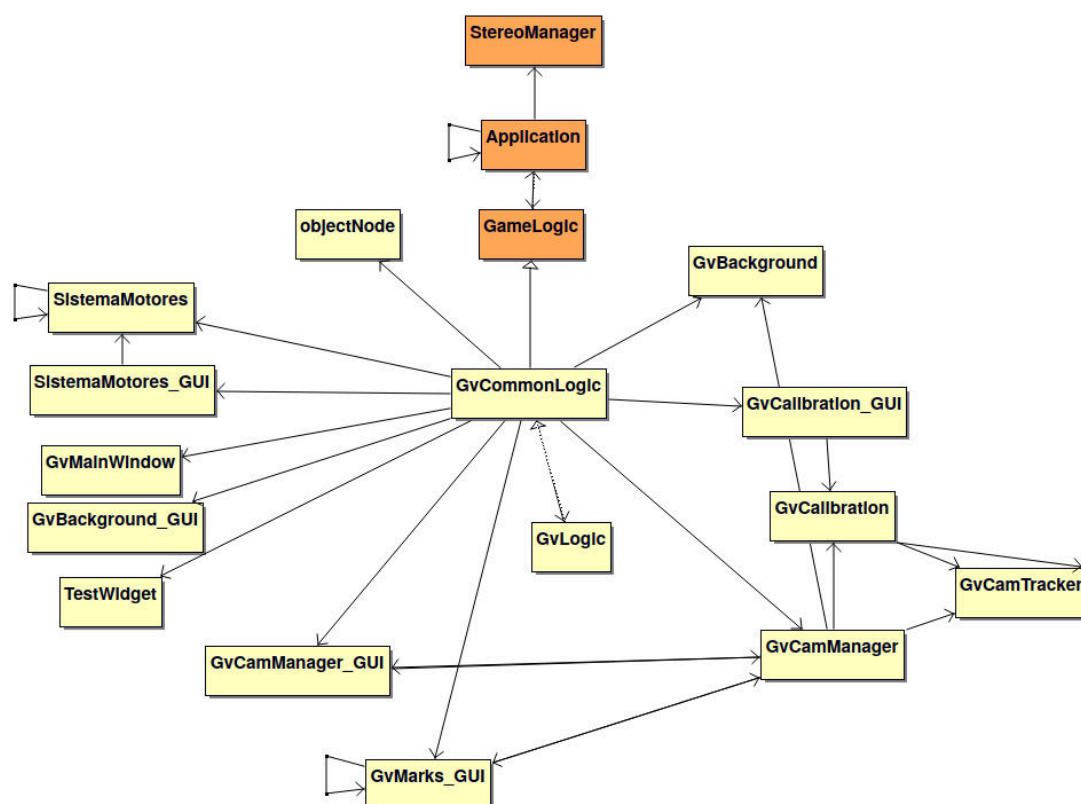 StereoManager
Application
objectNode
GameLogic
GvBackground
SistemaMotores
SistemaMotores_GUI
GvCommonLogic
GvCalibration_GUI
GvMainWindow
GvBackground_GUI
GvCalibration
GvLogic
TestWidget
GvCamTracker
GvCamManager_GUI
GvCamManager
GvMarks_GUI